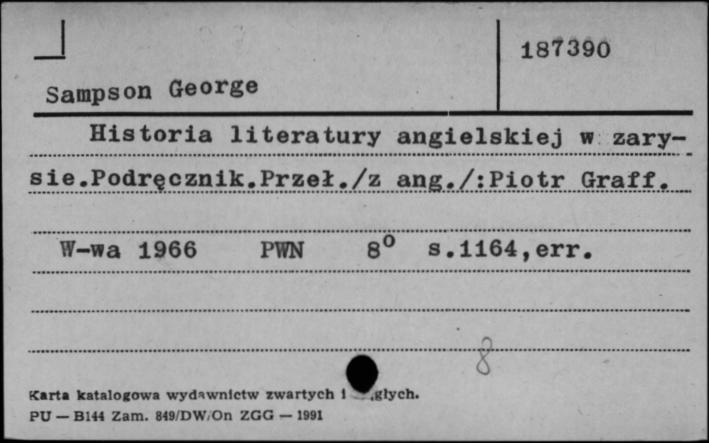 187390
Sampson George
Historia literatury angielskiej w zary-
sie.Podręcznik.Przeł./z ang./:Piotr Graff.
W-wa 1966 PWN 8⁰ s.1164,err.
8
Karta katalogowa wydawnictw zwartych i
PU — B144 Zam. 849/DW/On ZGG — 1991